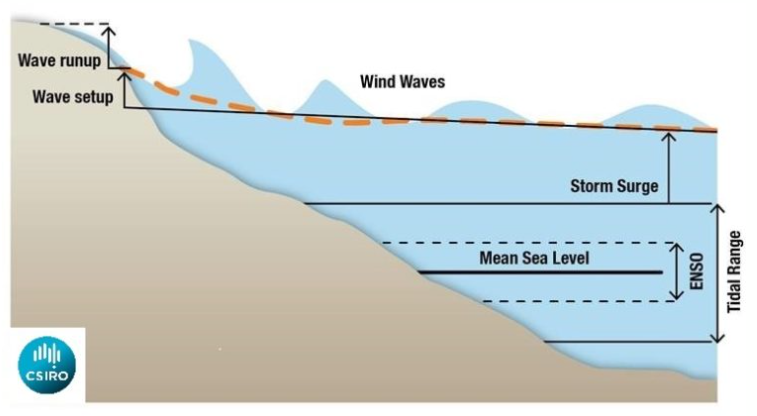 Wave runup
Wave setup
Wind Waves
Storm Surge
Mean Sea Level
ENSO
Tidal Range
CSIRO